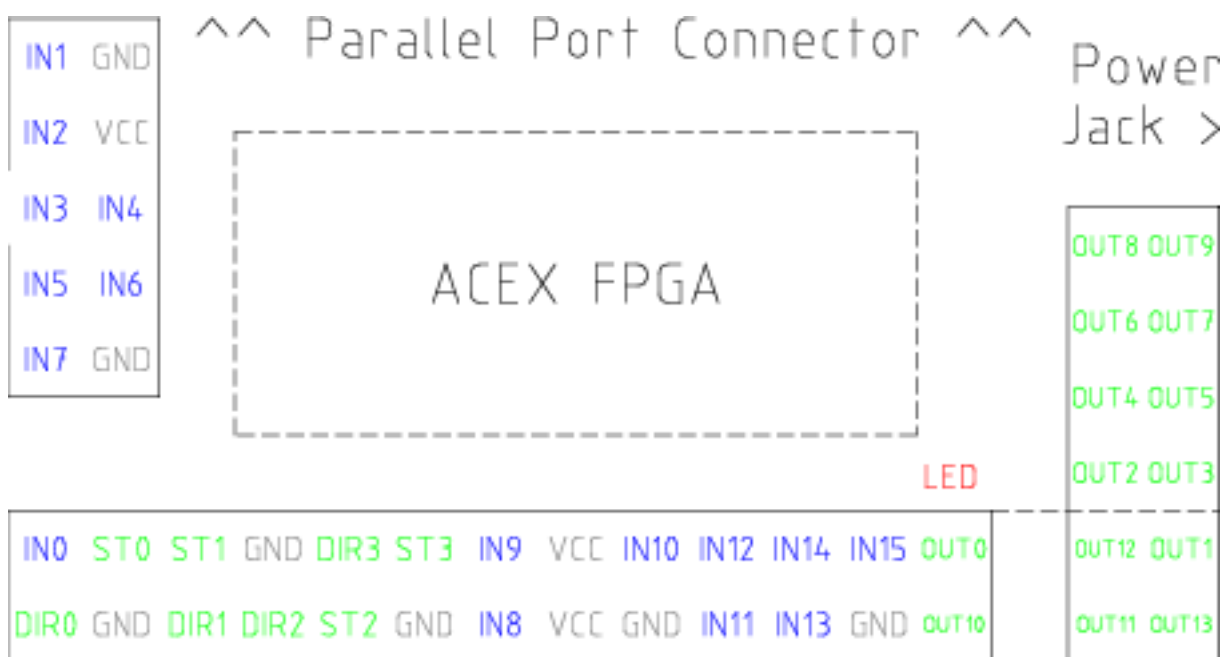 ^^ Parallel Port Connector ^^
Power
Jack >
IN1 GND
IN2 VCC
IN3 IN4
IN5 IN6
IN7 GND
ACEX FPGA
OUT8 OUT9
OUT6 OUT7
OUT4 OUT5
OUT2 OUT3
LED
IN0 ST0 ST1 GND DIR3 ST3 IN9 VCC IN10 IN12 IN14 IN15 OUT0
DIR0 GND DIR1 DIR2 ST2 GND IN8 VCC GND IN11 IN13 GND OUT10
OUT12 OUT1
OUT11 OUT13